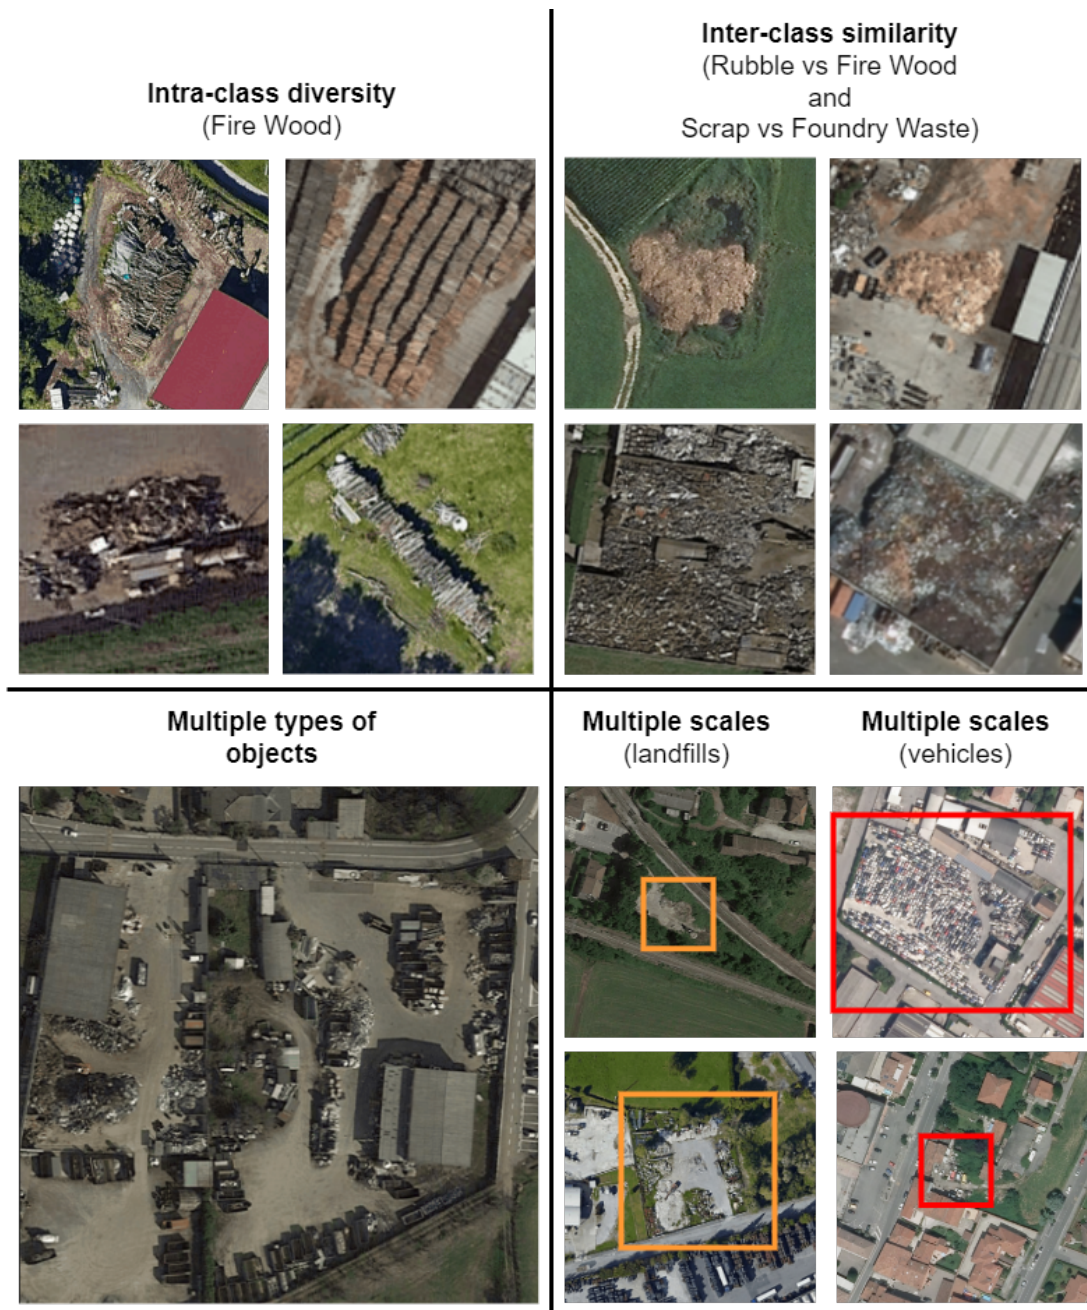 Intra-class diversity
(Fire Wood)
Inter-class similarity
(Rubble vs Fire Wood
and
Scrap vs Foundry Waste)
Multiple types of
objects
Multiple scales
(landfills)
Multiple scales
(vehicles)